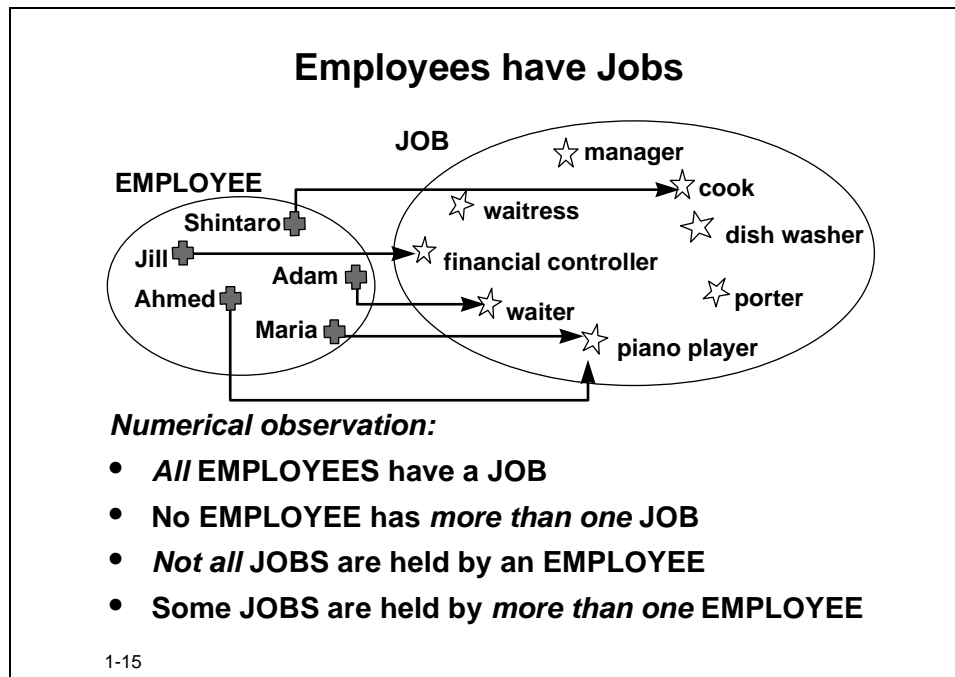 Employees have Jobs
JOB
manager
EMPLOYEE
cook
Shintaro
waitress
dish washer
Jill
financial controller
Adam
Ahmed
waiter
porter
Maria
piano player
Numerical observation:
• All EMPLOYEES have a JOB
• No EMPLOYEE has more than one JOB
• Not all JOBS are held by an EMPLOYEE
• Some JOBS are held by more than one EMPLOYEE
1-15